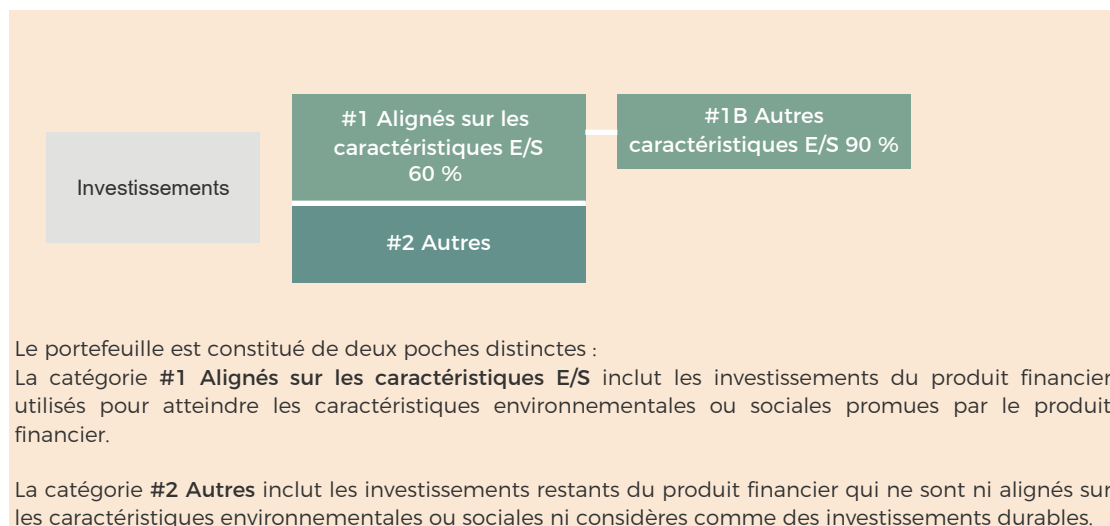 #1 Alignés sur les
caractéristiques E/S
60 %
#1B Autres
caractéristiques E/S 90 %
Investissements
#2 Autres
Le portefeuille est constitué de deux poches distinctes :
La catégorie #1 Alignés sur les caractéristiques E/S inclut les investissements du produit financier
utilisés pour atteindre les caractéristiques environnementales ou sociales promues par le produit
financier.
La catégorie #2 Autres inclut les investissements restants du produit financier qui ne sont ni alignés sur
les caractéristiques environnementales ou sociales ni considères comme des investissements durables.